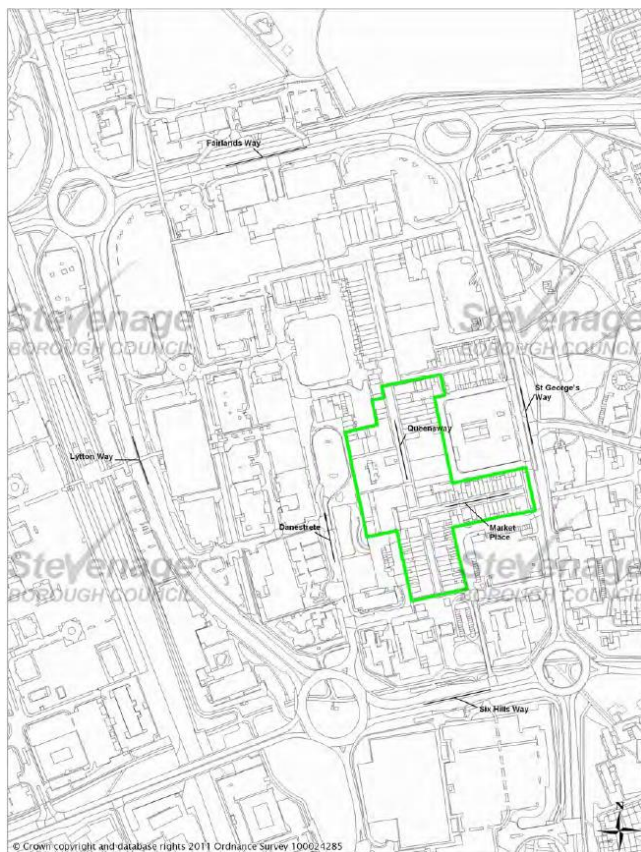 Fairlands Way
Stevenage
BOROUGH COUNCIL
Stevenage
BOROUGH COUNCIL
St George's
Way
Queensway
Lytton Way
Market
Place
Danestrete
Stevenage
BOROUGH COUNCIL
Stevenage
BOROUGH COUNCIL
Six Hills Way
N
© Crown copyright and database rights 2011 Ordnance Survey 100024285